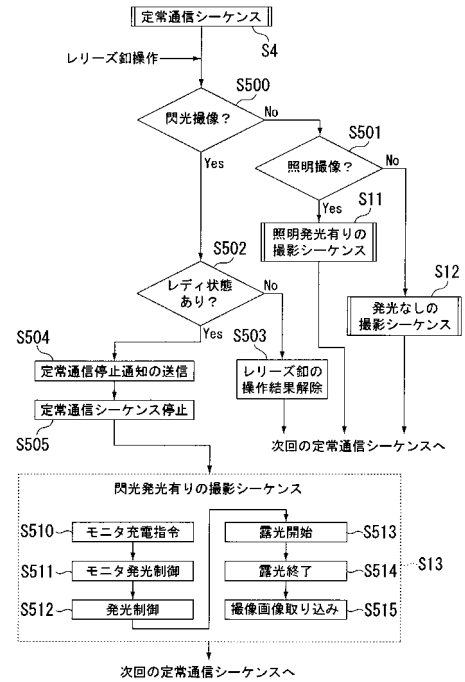 定常通信シーケンス
S4
レリーズ釦操作
S500
閃光撮像？
No
Yes
S501
照明撮像？
No
Yes
S11
照明発光有りの
撮影シーケンス
S12
発光なしの
撮影シーケンス
S502
レディ状態
あり？
No
Yes
S503
レリーズ釦の
操作結果解除
S504
定常通信停止通知の送信
定常通信シーケンス停止
S505
次回の定常通信シーケンスへ
閃光発光有りの撮影シーケンス
S510
モニタ充電指令
S511
モニタ発光制御
S512
発光制御
露光開始
S513
露光終了
S514
撮像画像取り込み
S515
S13
次回の定常通信シーケンスへ